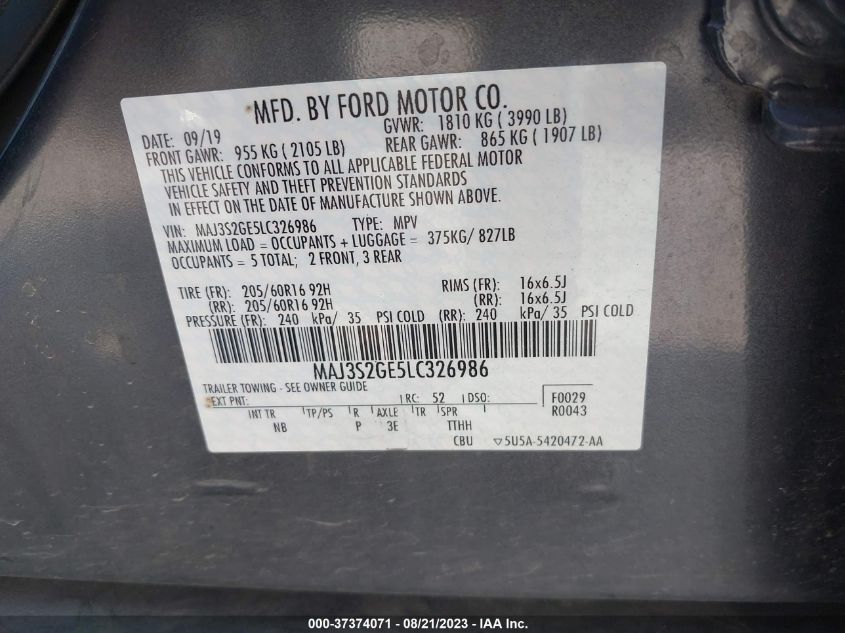 MFD. BY FORD MOTOR CO.
DATE: 09/19 GVWR: 1810 KG ( 3990 LB)
FRONT GAWR: 955 KG ( 2105 LB) REAR GAWR: 865 KG ( 1907 LB)
THIS VEHICLE CONFORMS TO ALL APPLICABLE FEDERAL MOTOR
VEHICLE SAFETY AND THEFT PREVENTION STANDARDS
IN EFFECT ON THE DATE OF MANUFACTURE SHOWN ABOVE.
VIN: MAJ3S2GE5LC326986 TYPE: MPV
MAXIMUM LOAD = OCCUPANTS + LUGGAGE = 375KG/ 827LB
OCCUPANTS = 5 TOTAL; 2 FRONT, 3 REAR
TIRE (FR): 205/60R16 92H RIMS (FR): 16x6.5J
(RR): 205/60R16 92H (RR): 16x6.5J
PRESSURE (FR): 240 kPa/ 35 PSI COLD (RR): 240 kPa/ 35 PSI COLD
MAJ3S2GE5LC326986
TRAILER TOWING - SEE OWNER GUIDE
EXT PNT: RC: 52 DSO: F0029
INT TR TP/PS R AXLE TR SPR R0043
NB P 3E TTHH
CBU 5U5A-5420472-AA
000-37374071 - 08/21/2023 - IAA Inc.